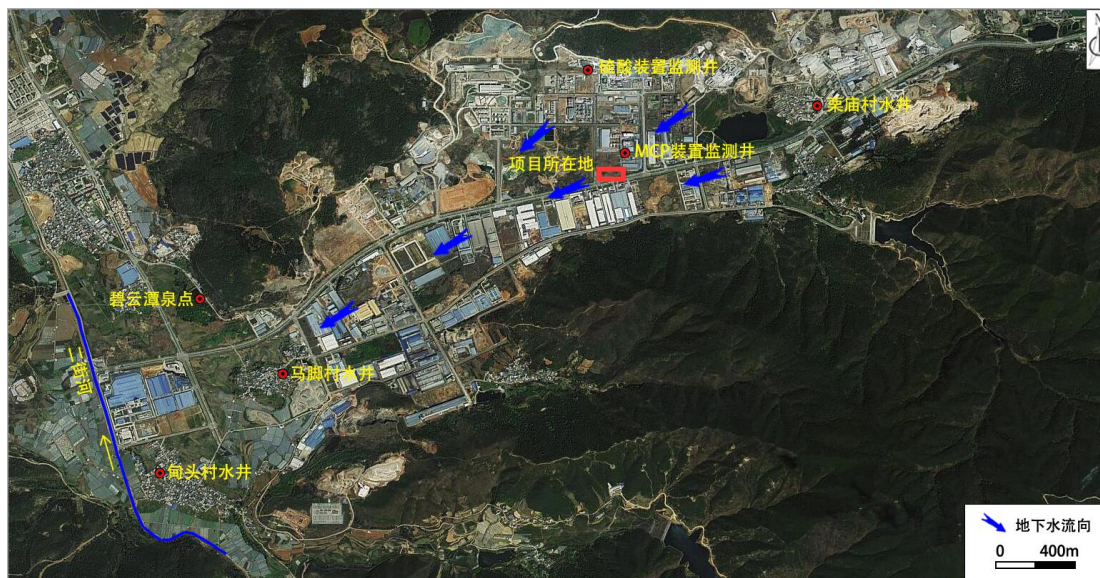 N
硫酸装置监测井
栗庙村水井
MCP装置监测井
项目所在地
碧云潭泉点
二街河
马脚村水井
甸头村水井
地下水流向
0 400m